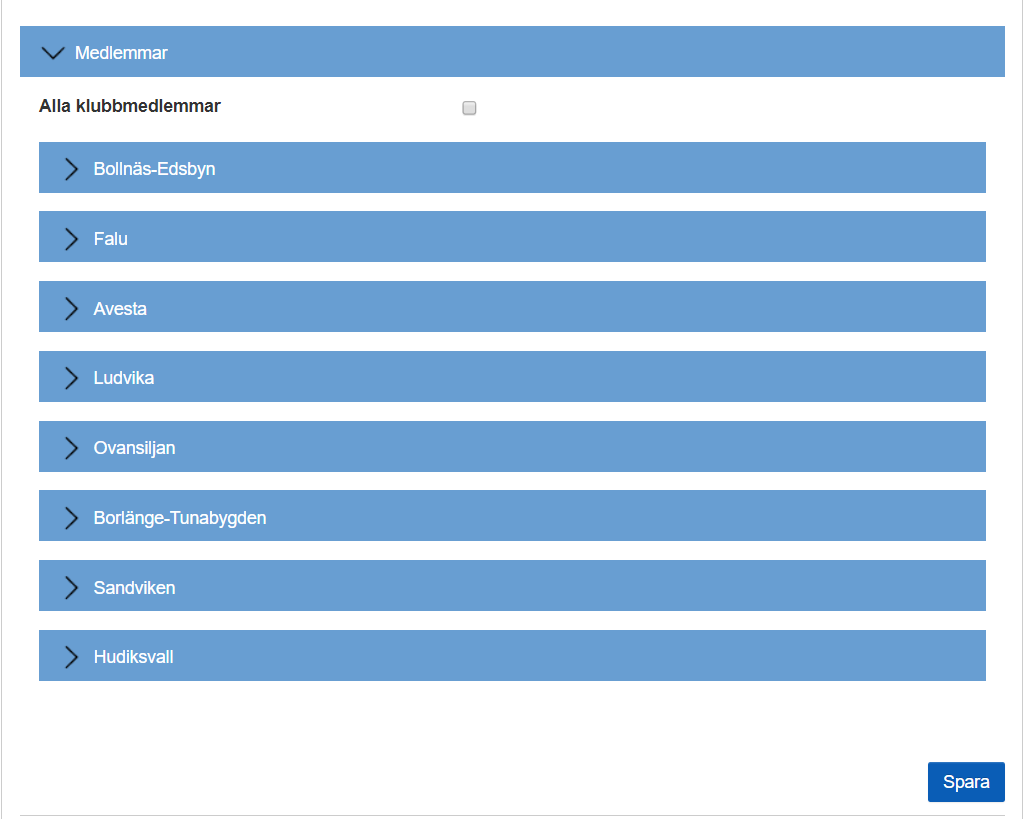 Medlemmar
Alla klubbmedlemmar
Bollnäs-Edsbyn
Falu
Avesta
Ludvika
Ovansiljan
Borlänge-Tunabygden
Sandviken
Hudiksvall
Spara